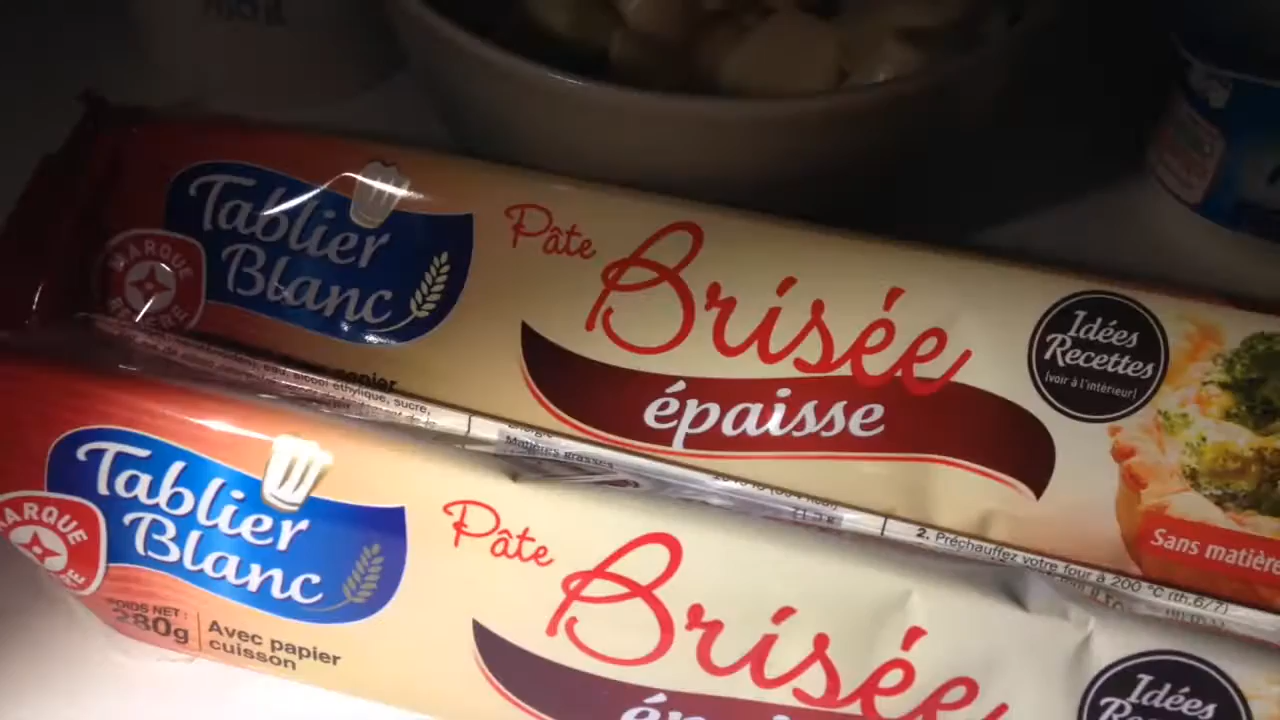 Tablier
Blanc
MARQUE
REPÈRE
Pâte
Brisée
épaisse
Idées
Recettes
(voir à l'intérieur)
Sans matière
eau, alcool éthylique, sucre,
Matières grasses
2. Préchauffez votre four à 200 °C (th.6/7)
Tablier
Blanc
MARQUE
POIDS NET :
280g
Avec papier
cuisson
Pâte
Brisée
Idées